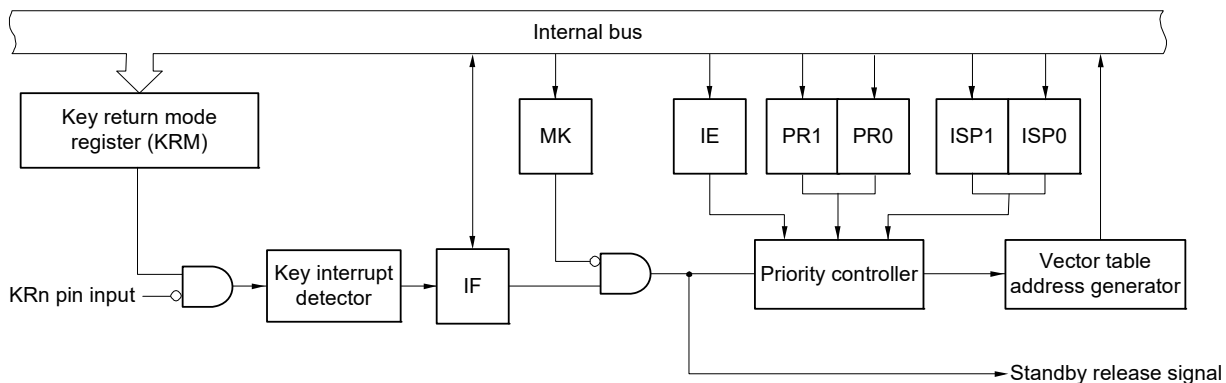 Internal bus
Key return mode
register (KRM)
MK
IE
PR1
PR0
ISP1
ISP0
Key interrupt
detector
IF
Priority controller
Vector table
address generator
KRn pin input
Standby release signal